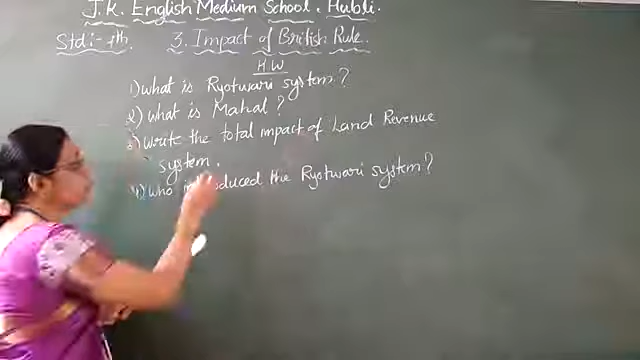 J.K. English Medium School. Hubli.
Std:- 7th. 3. Impact of British Rule.
H.W
1) What is Ryotwari system?
2) What is Mahal?
3) Write the total impact of Land Revenue
system.
4) Who introduced the Ryotwari system?